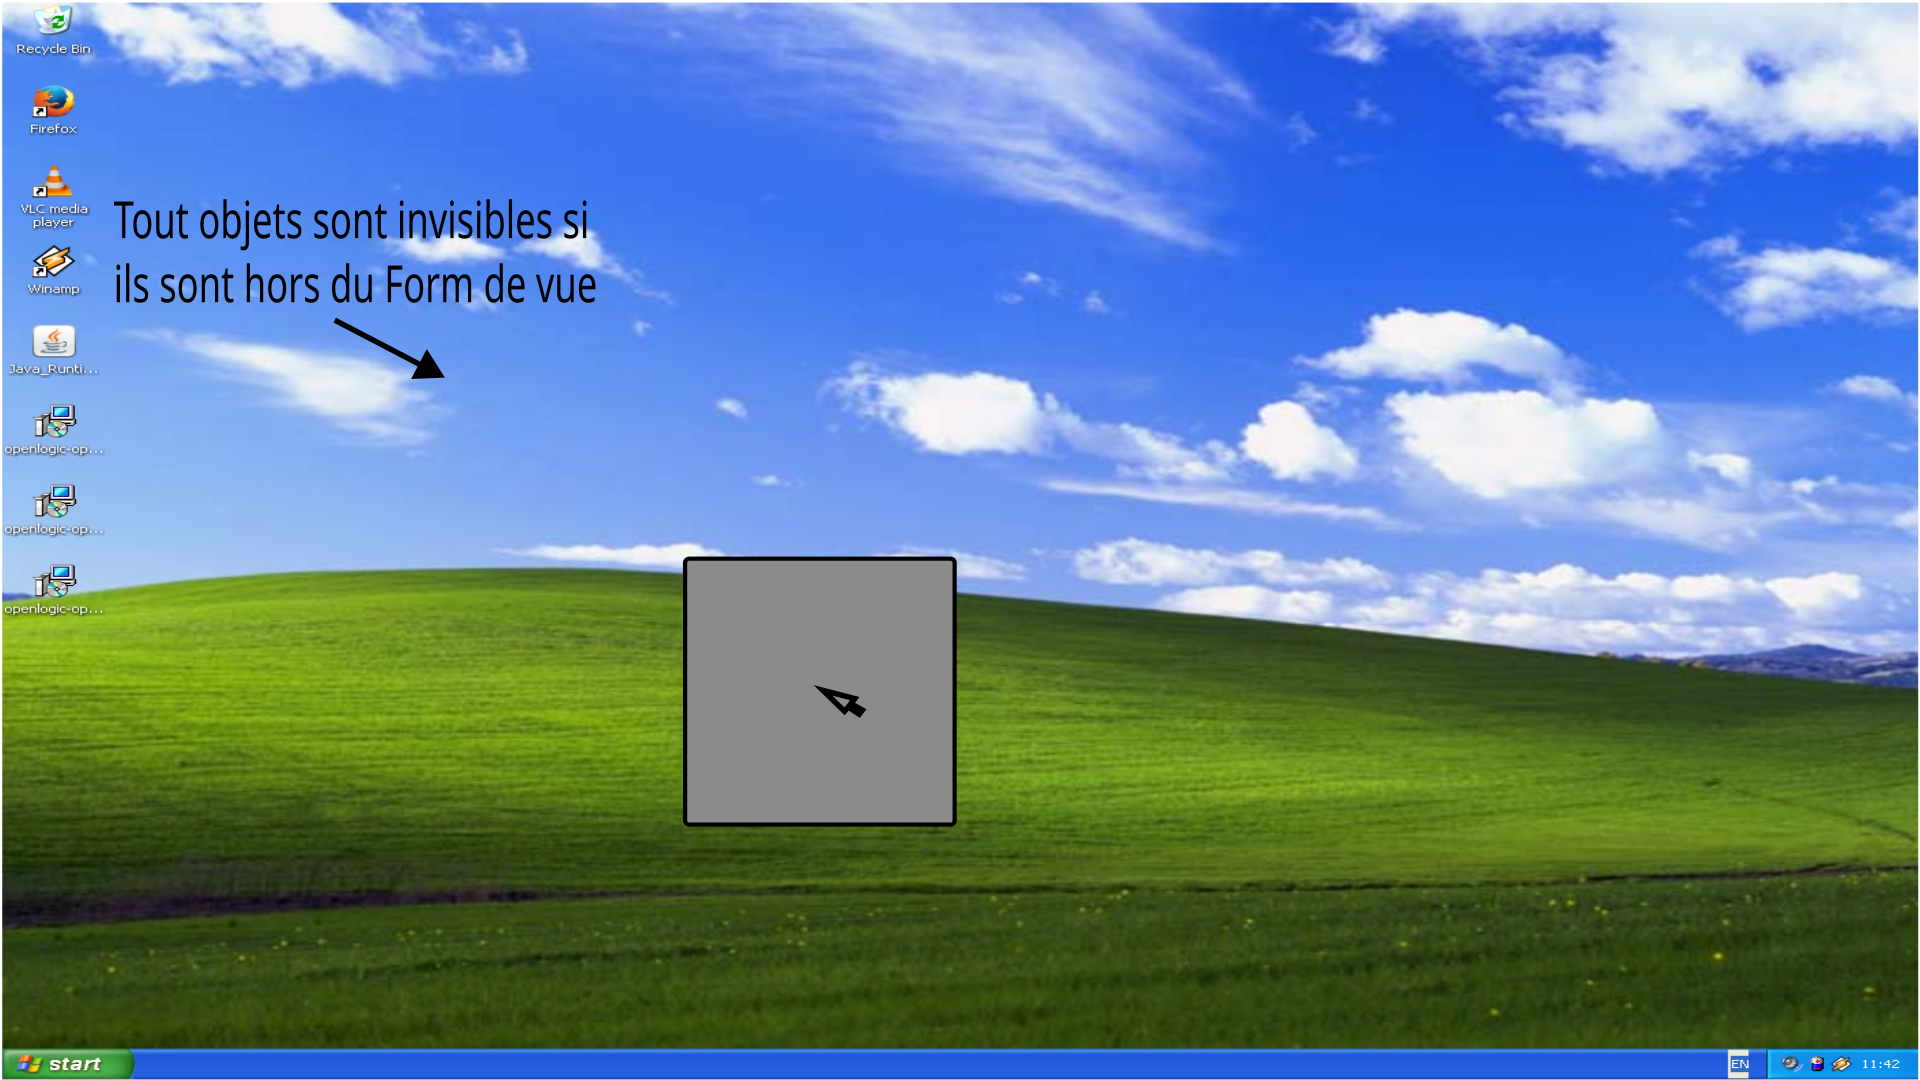 Recycle Bin
Firefox
VLC media
player
Winamp
Java_Runti...
openlogic-op...
openlogic-op...
openlogic-op...
Tout objets sont invisibles si
ils sont hors du Form de vue
start
EN
11:42